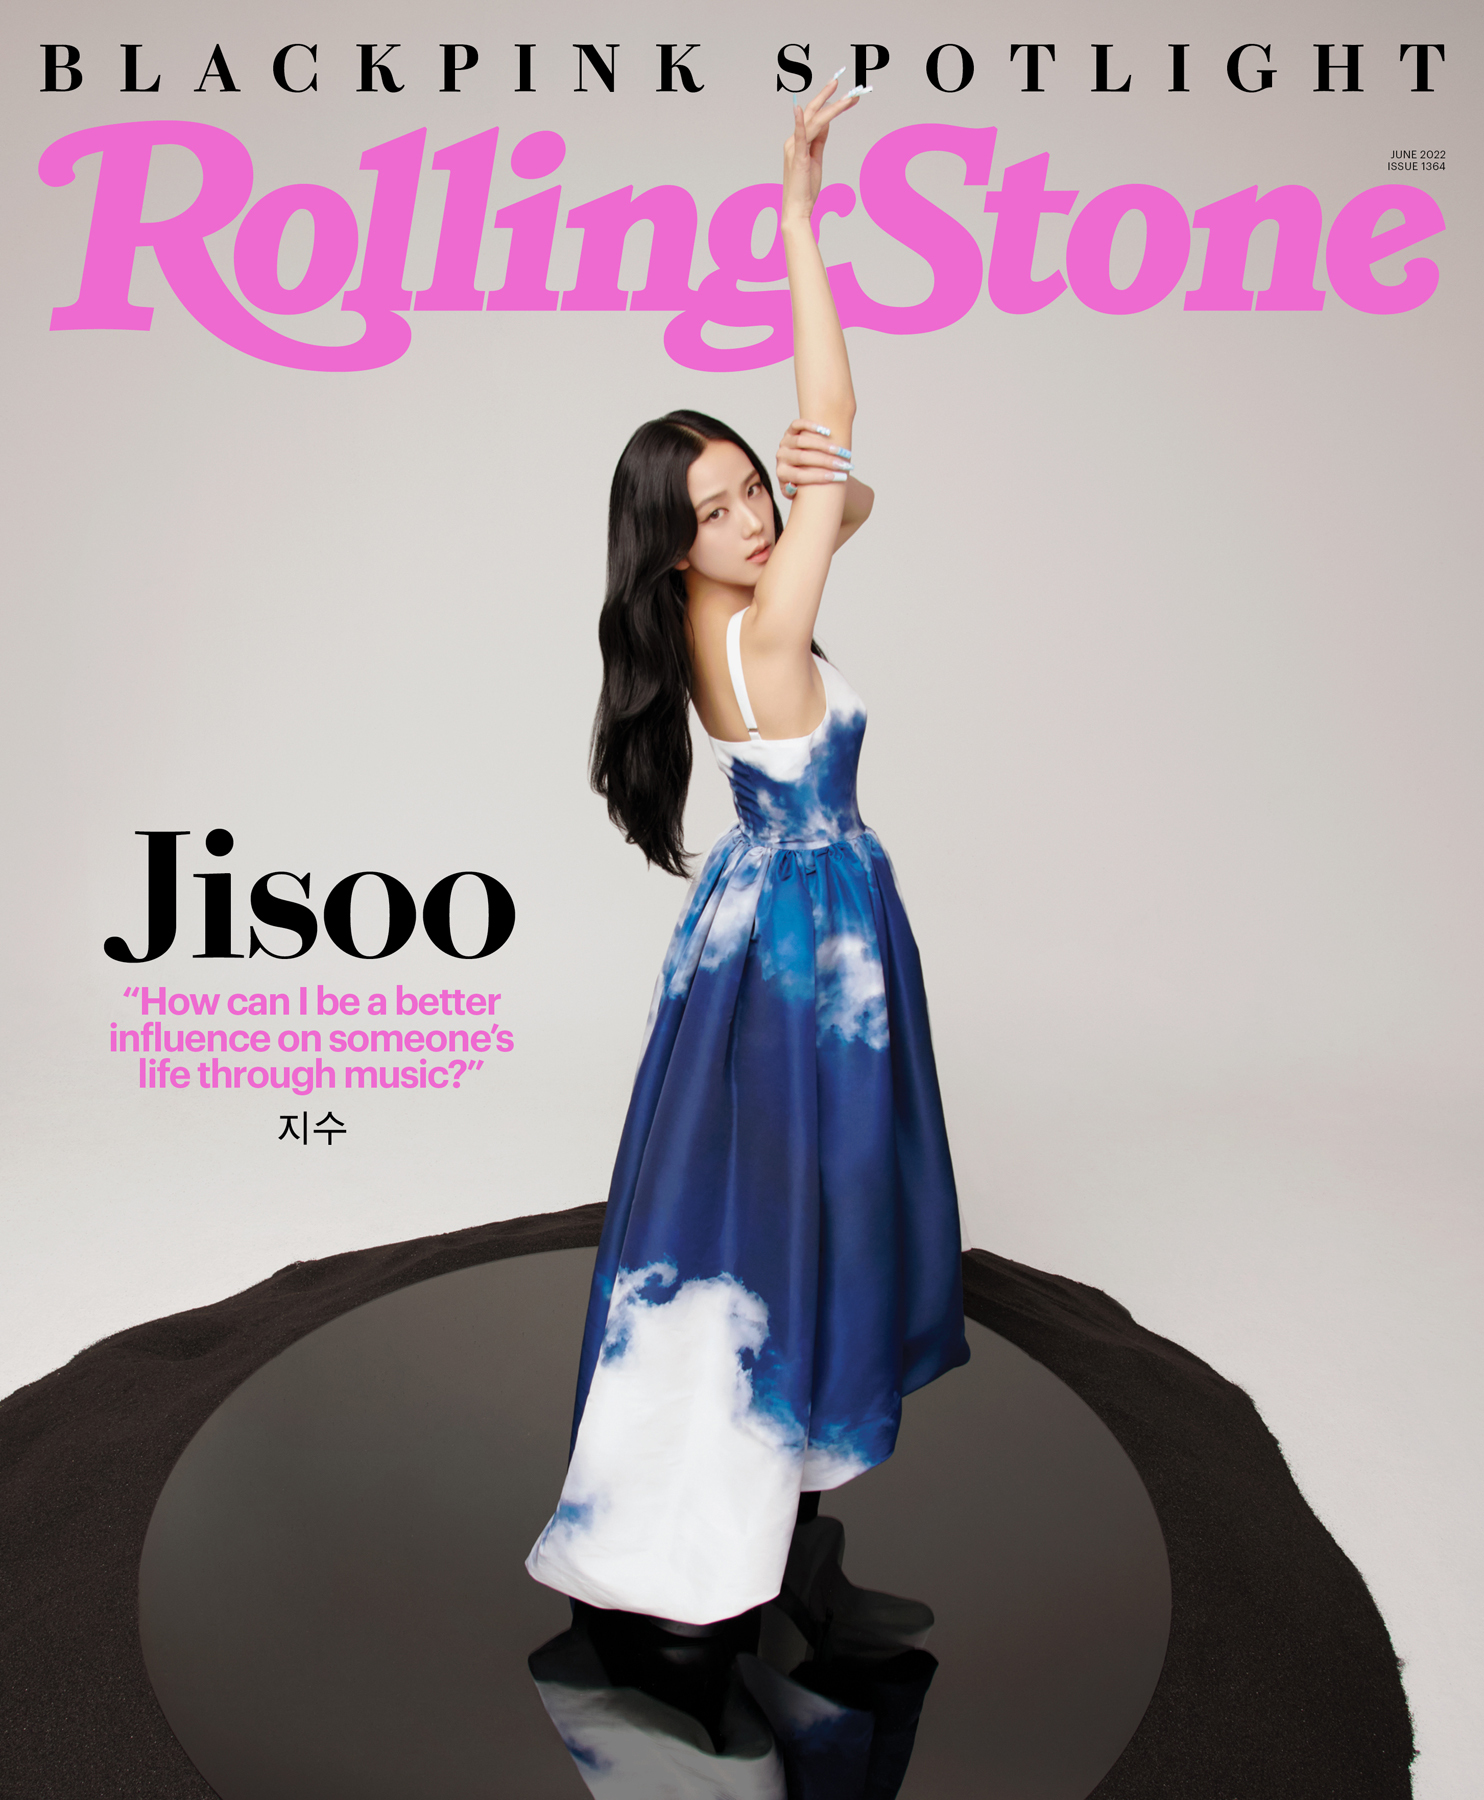 BLACKPINK SPOTLIGHT
RollingStone
JUNE 2022
ISSUE 1364
Jisoo
“How can I be a better
influence on someone’s
life through music?”
지수